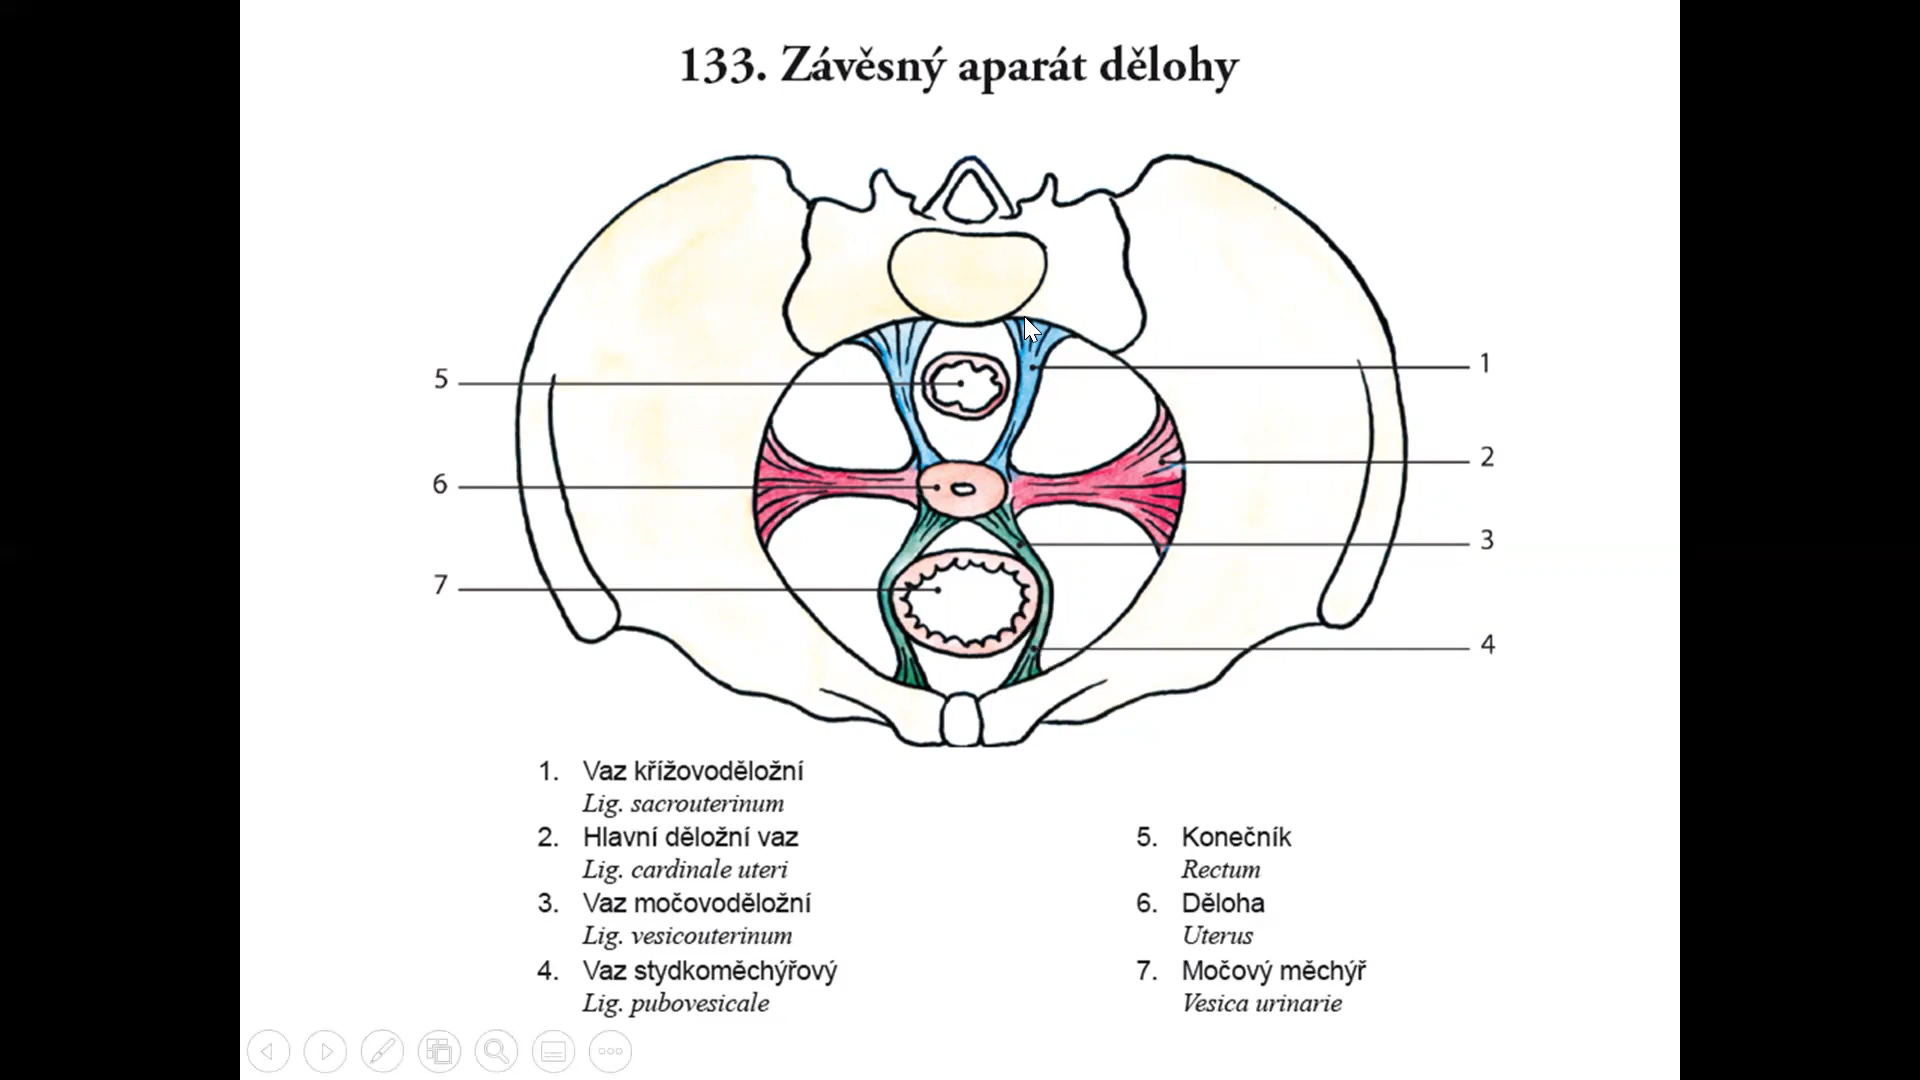 133. Závěsný aparát dělohy
5
1
6
2
3
7
4
1. Vaz křížovoděložní
Lig. sacrouterinum
2. Hlavní děložní vaz
Lig. cardinale uteri
3. Vaz močovoděložní
Lig. vesicouterinum
4. Vaz stydkoměchýřový
Lig. pubovesicale
5. Konečník
Rectum
6. Děloha
Uterus
7. Močový měchýř
Vesica urinarie